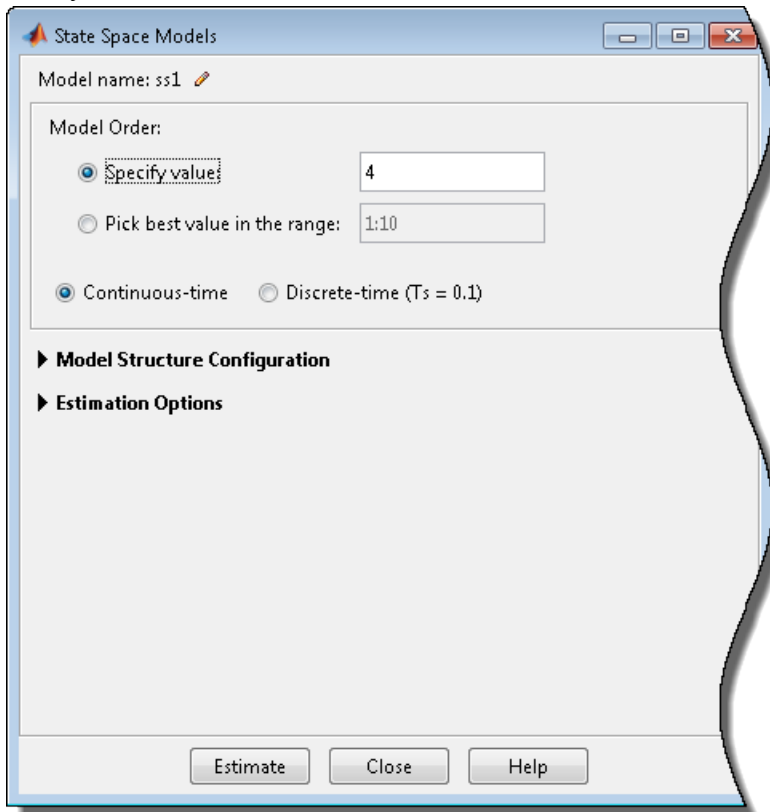 State Space Models
Model name: ss1
Model Order:
Specify value:
4
Pick best value in the range:
1:10
Continuous-time
Discrete-time (Ts = 0.1)
Model Structure Configuration
Estimation Options
Estimate
Close
Help